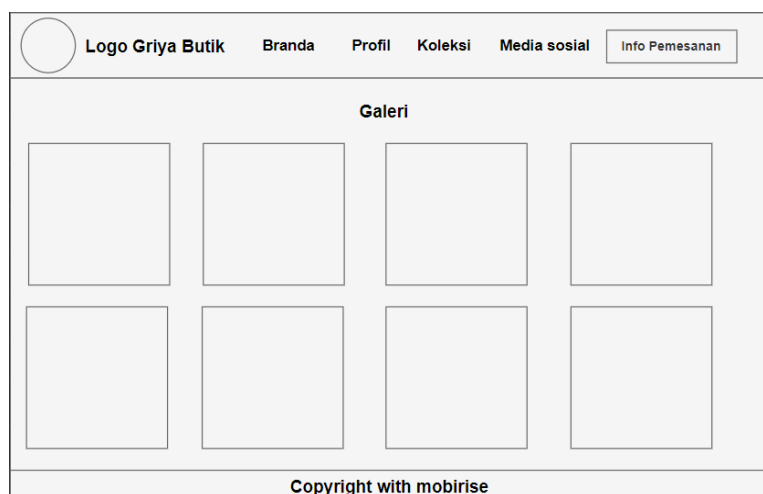 Logo Griya Butik Branda Profil Koleksi Media sosial Info Pemesanan
Galeri
Copyright with mobirise